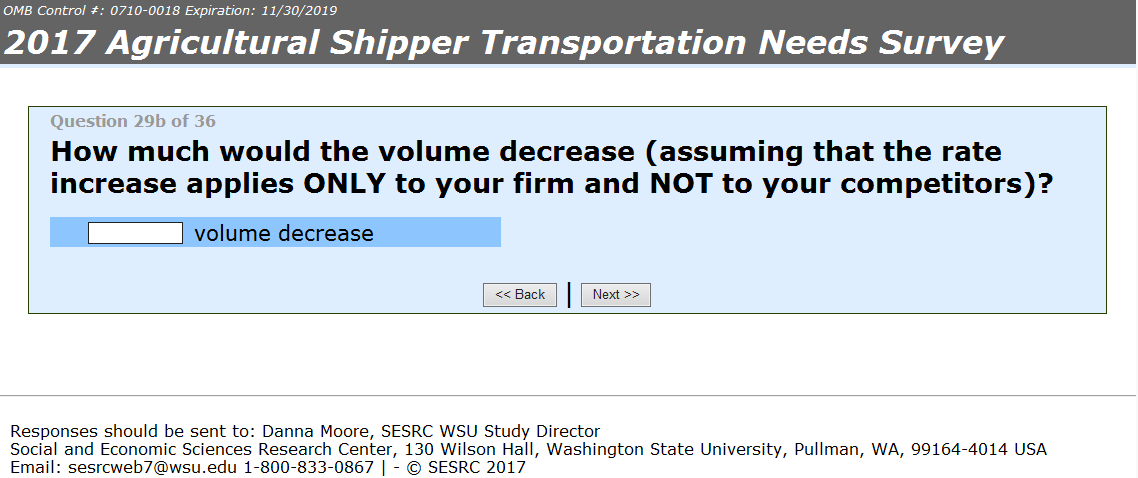 OMB Control #: 0710-0018 Expiration: 11/30/2019
2017 Agricultural Shipper Transportation Needs Survey
Question 29b of 36
How much would the volume decrease (assuming that the rate
increase applies ONLY to your firm and NOT to your competitors)?
volume decrease
<< Back | Next >>
Responses should be sent to: Danna Moore, SESRC WSU Study Director
Social and Economic Sciences Research Center, 130 Wilson Hall, Washington State University, Pullman, WA, 99164-4014 USA
Email: sesrcweb7@wsu.edu 1-800-833-0867 | - © SESRC 2017